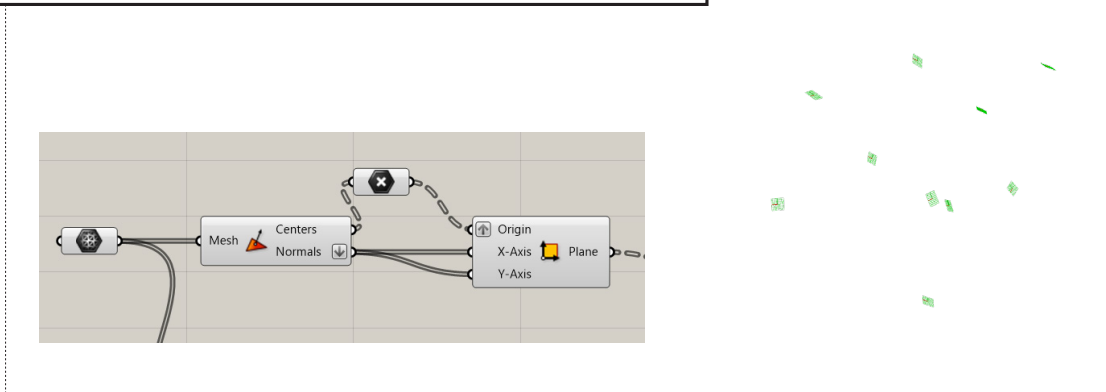 Centers
Mesh
Normals
Origin
X-Axis
Plane
Y-Axis